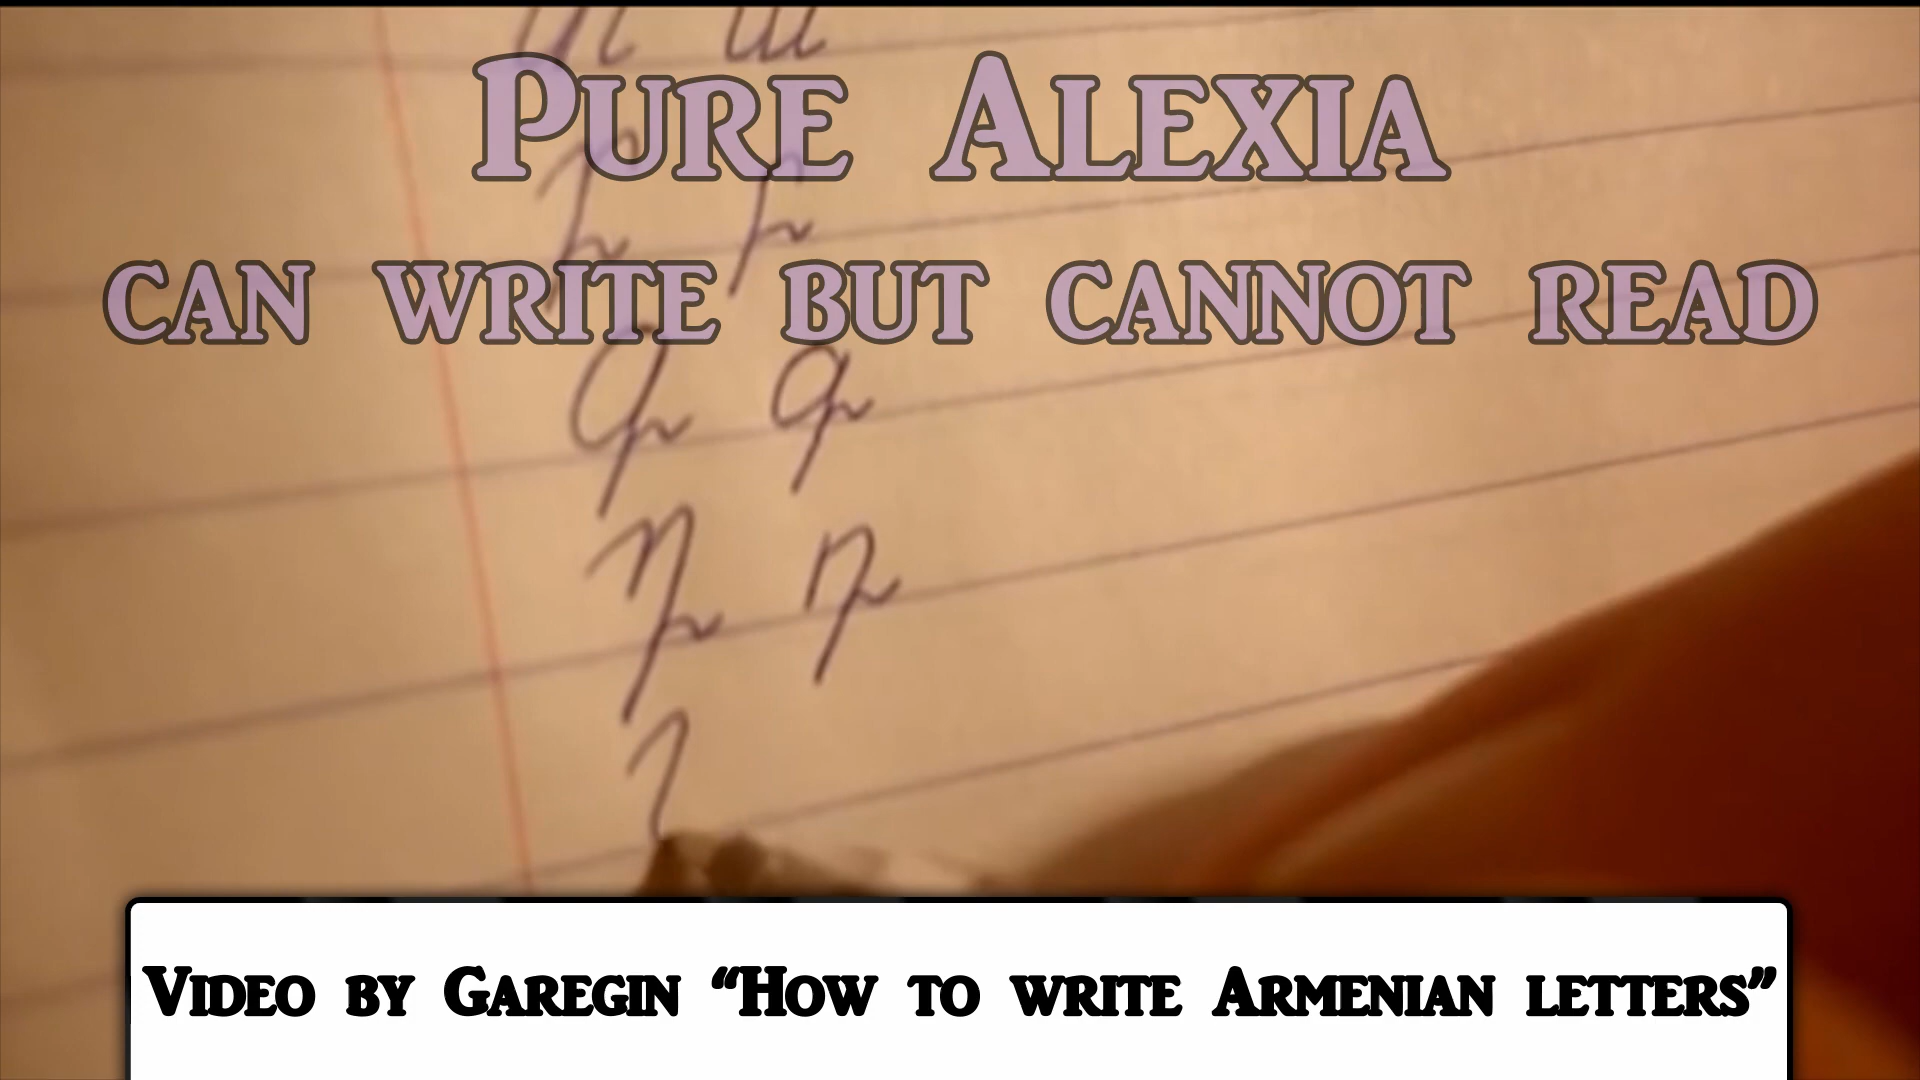 Ա ա
PURE ALEXIA
Բ բ
CAN WRITE BUT CANNOT READ
Գ գ
Դ դ
VIDEO BY GAREGIN “HOW TO WRITE ARMENIAN LETTERS”